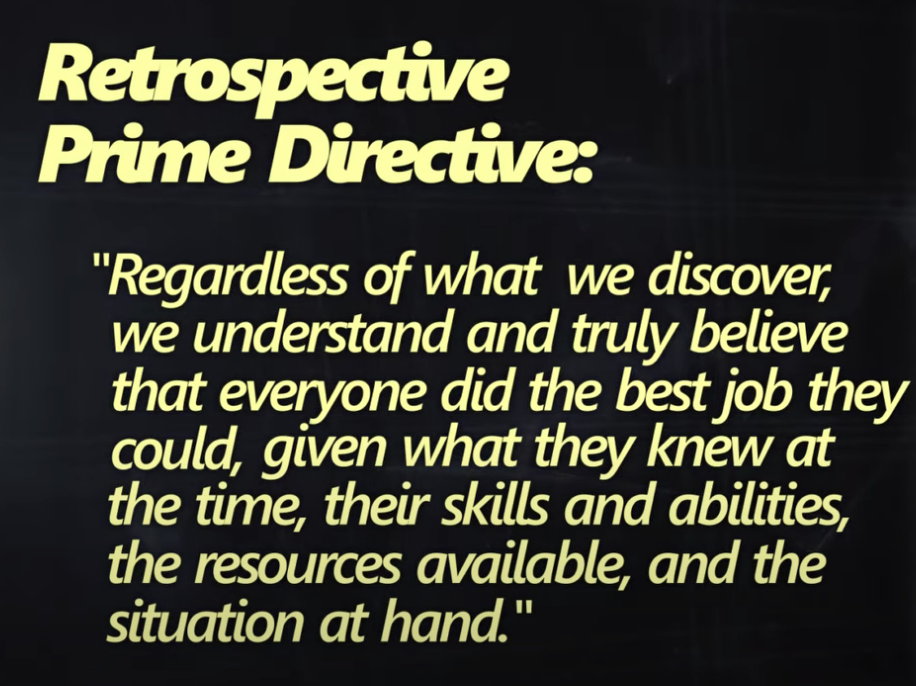 Retrospective
Prime Directive:
"Regardless of what we discover,
we understand and truly believe
that everyone did the best job they
could, given what they knew at
the time, their skills and abilities,
the resources available, and the
situation at hand."